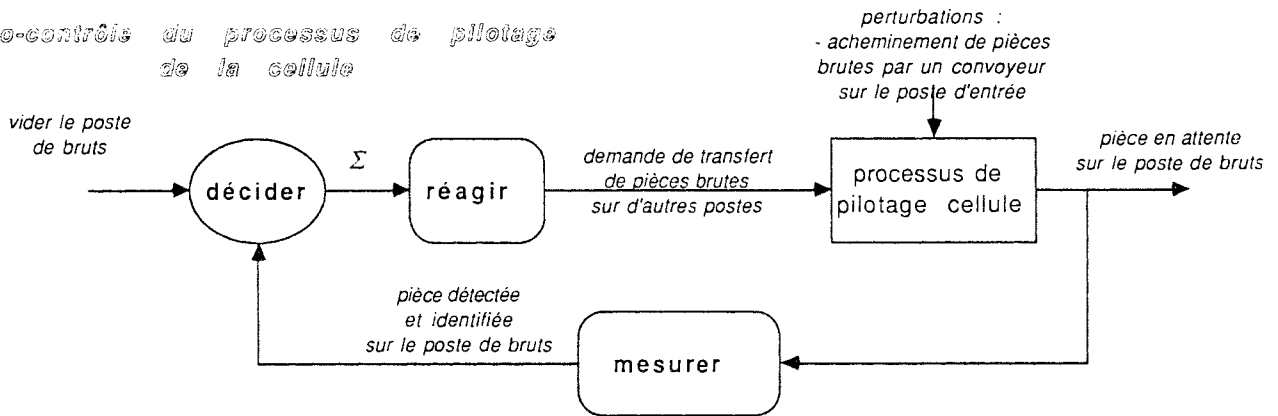 o-contrôle du processus de pilotage
de la cellule
perturbations :
- acheminement de pièces
brutes par un convoyeur
sur le poste d'entrée
vider le poste
de bruts
décider
Σ
réagir
demande de transfert
de pièces brutes
sur d'autres postes
processus de
pilotage cellule
pièce en attente
sur le poste de bruts
pièce détectée
et identifiée
sur le poste de bruts
mesurer